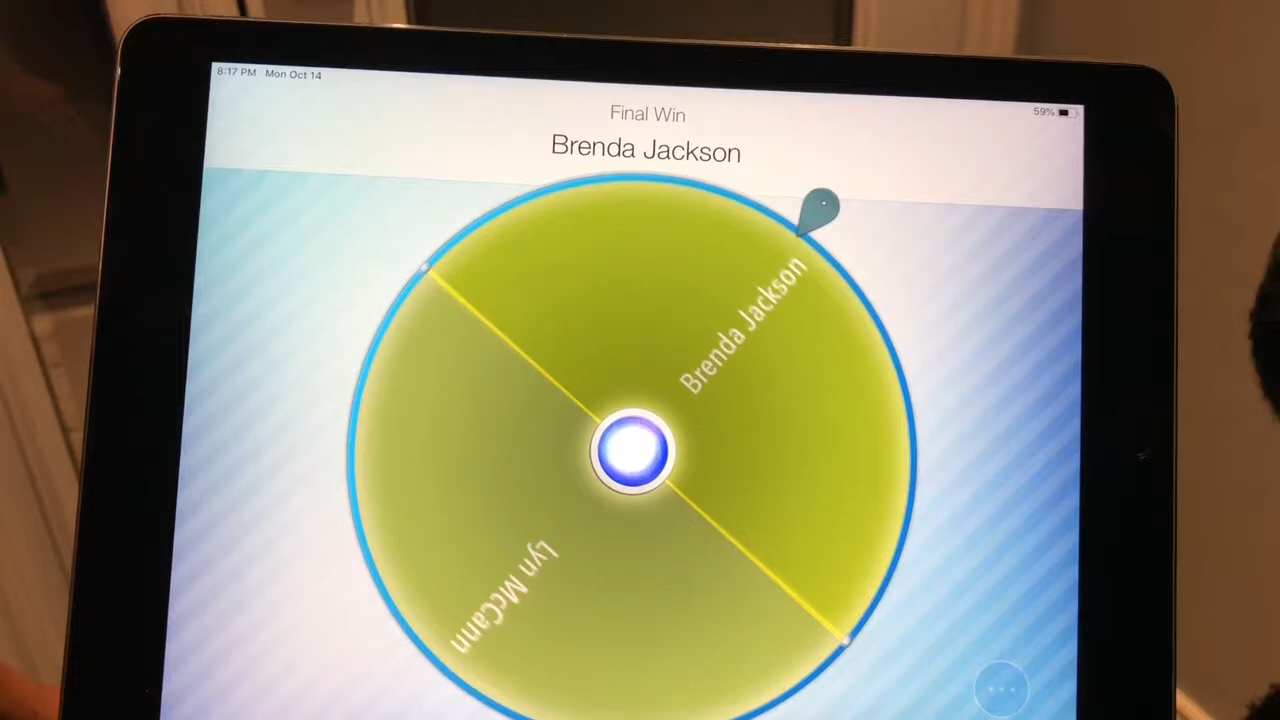 8:17 PM Mon Oct 14
59%
Final Win
Brenda Jackson
Brenda Jackson
Lyn McCann